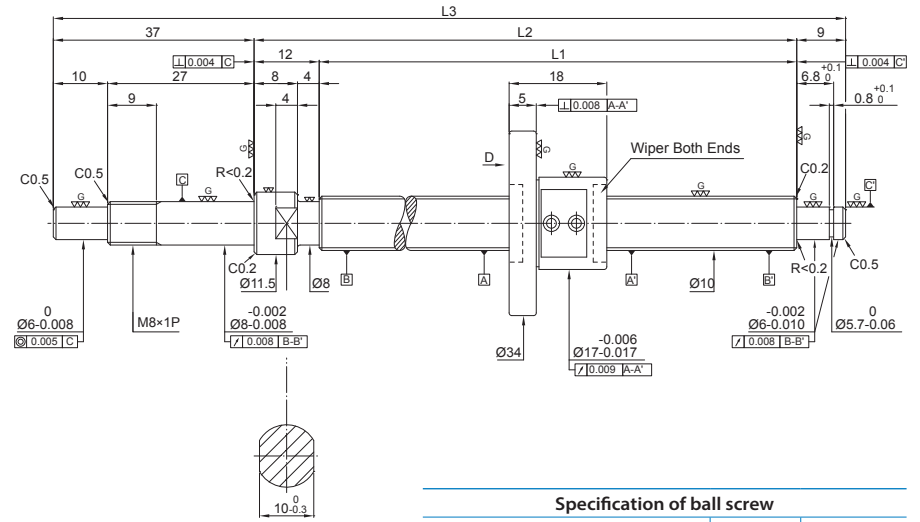 L3
37
L2
9
⊥ 0.004 C
12
L1
⊥ 0.004 C'
10
27
8
4
18
6.8 +0.1 0
9
4
5
⊥ 0.008 A-A'
0.8 +0.1 0
G
G
G
Wiper Both Ends
D
C0.5
C0.5
C
G
R<0.2
G
G
C0.2
C'
G
G
G
C0.2
Ø11.5
Ø8
B
A
A'
Ø10
B'
R<0.2
C0.5
0
Ø6-0.008
◎ 0.005 C
M8×1P
-0.002
Ø8-0.008
↗ 0.008 B-B'
Ø34
-0.006
Ø17-0.017
↗ 0.009 A-A'
-0.002
Ø6-0.010
↗ 0.008 B-B'
0
Ø5.7-0.06
10 0 -0.3
Specification of ball screw